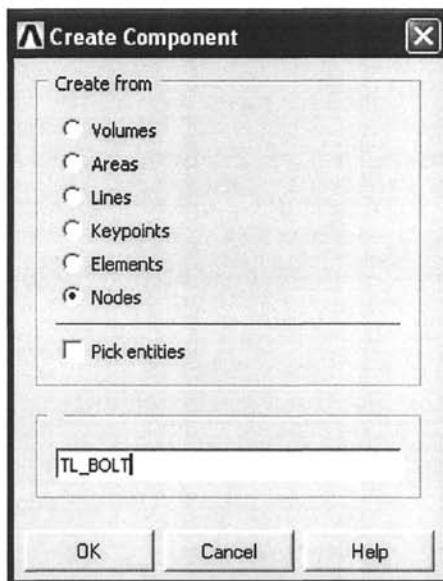 Create Component
Create from
Volumes
Areas
Lines
Keypoints
Elements
Nodes
Pick entities
TL_BOLT
OK
Cancel
Help